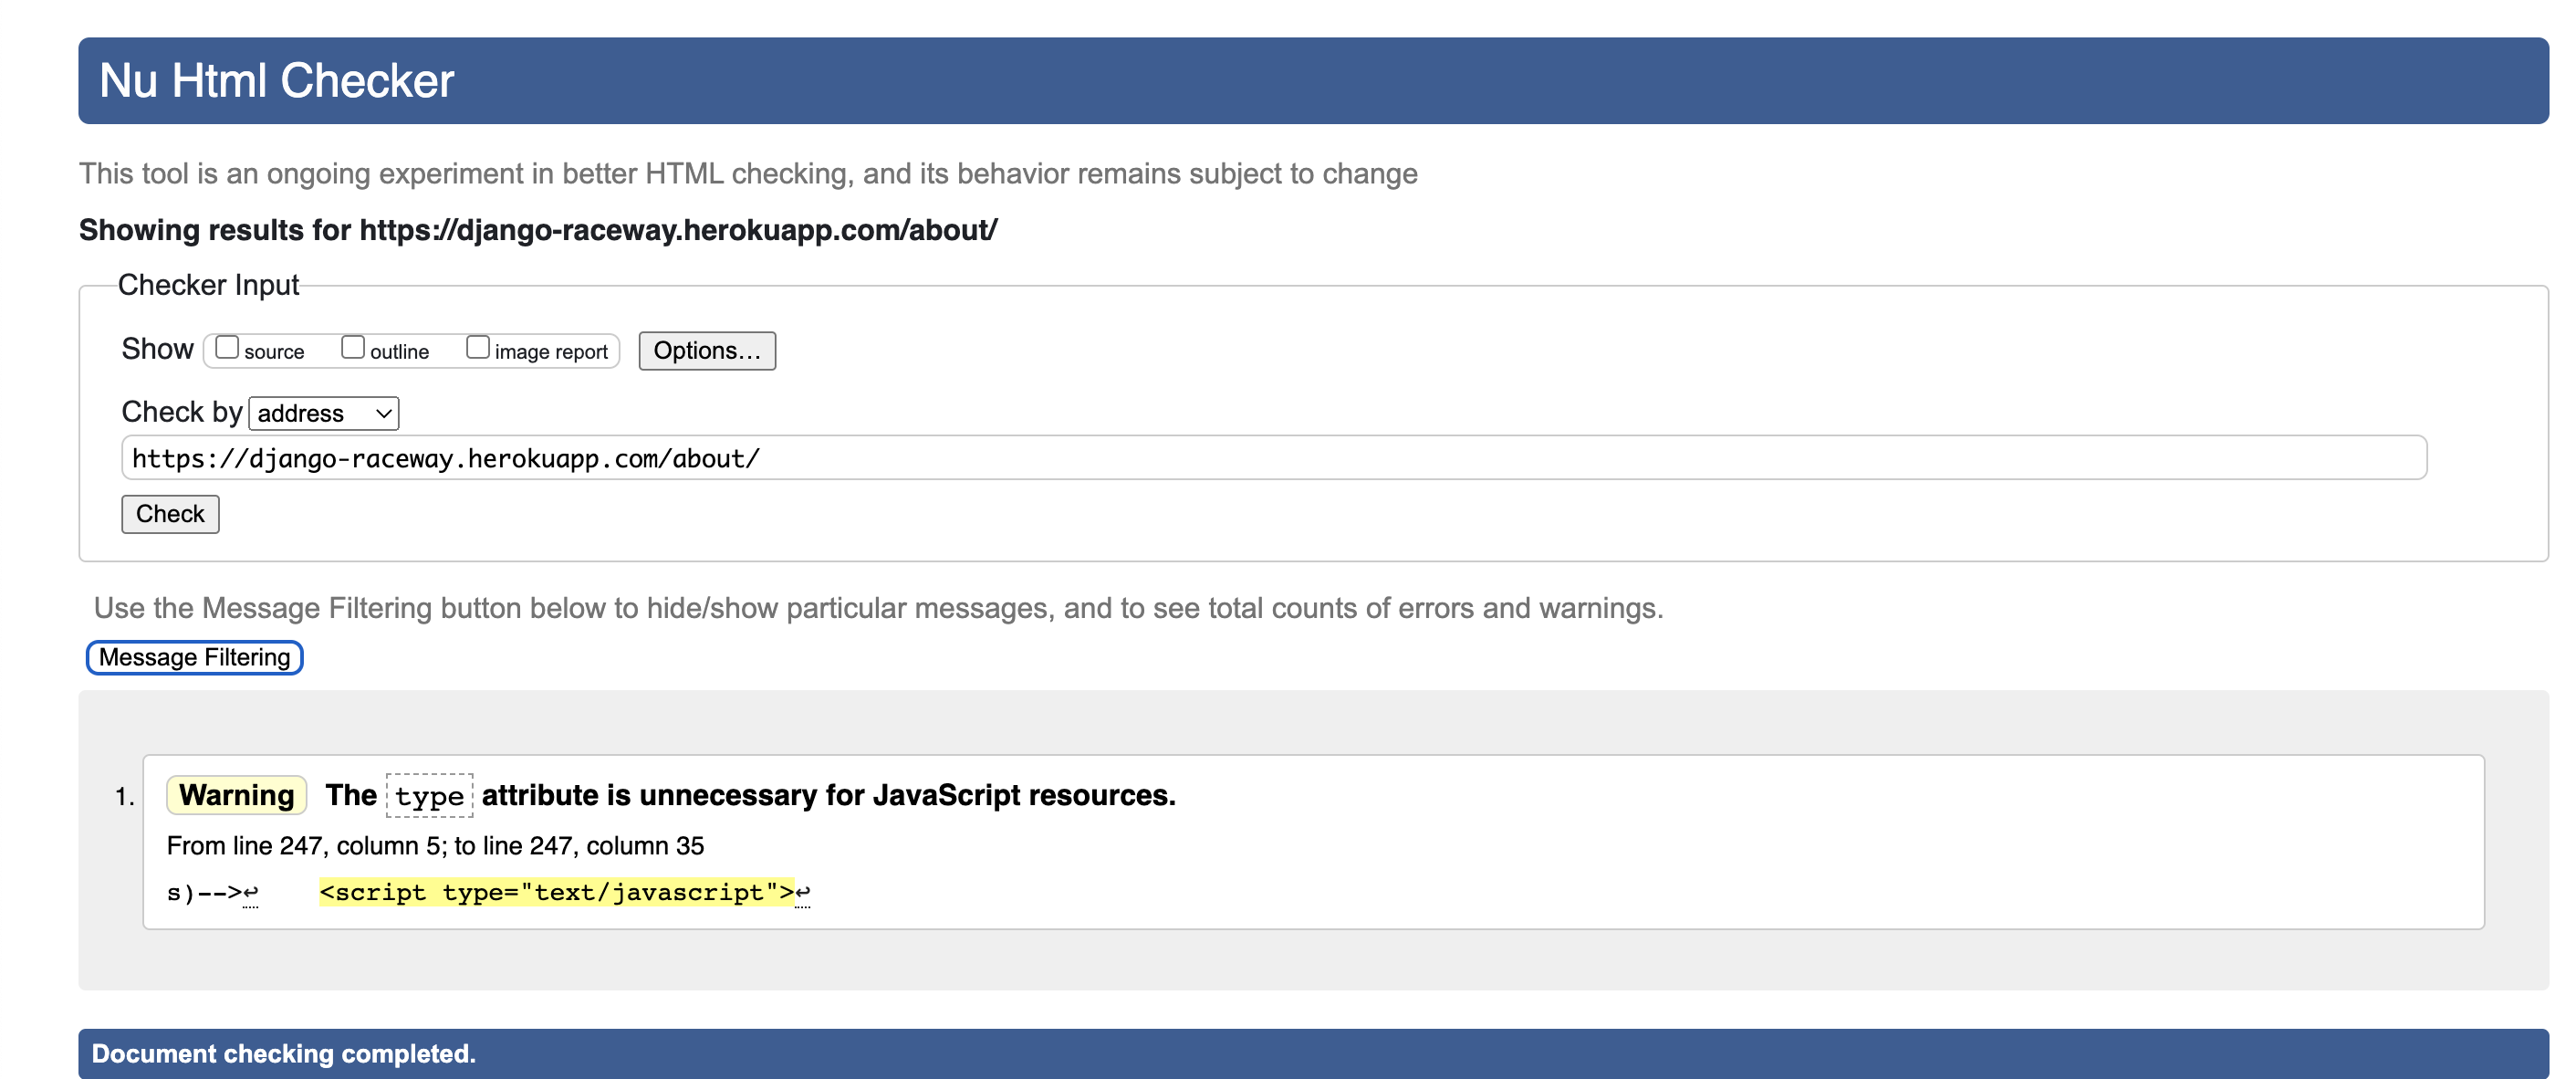 Nu Html Checker
This tool is an ongoing experiment in better HTML checking, and its behavior remains subject to change
Showing results for https://django-raceway.herokuapp.com/about/
Checker Input
Show source outline image report Options...
Check by address
https://django-raceway.herokuapp.com/about/
Check
Use the Message Filtering button below to hide/show particular messages, and to see total counts of errors and warnings.
Message Filtering
1. Warning The type attribute is unnecessary for JavaScript resources.
From line 247, column 5; to line 247, column 35
s)-->↩ <script type="text/javascript">↩
Document checking completed.